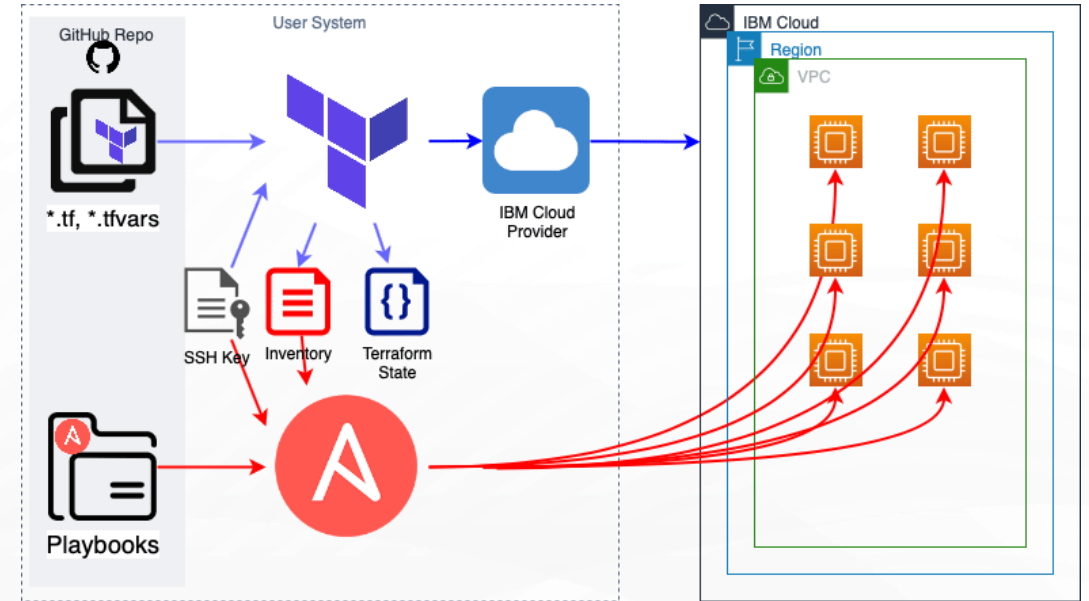 User System
GitHub Repo
*.tf, *.tfvars
IBM Cloud
Provider
SSH Key
Inventory
Terraform
State
Playbooks
IBM Cloud
Region
VPC